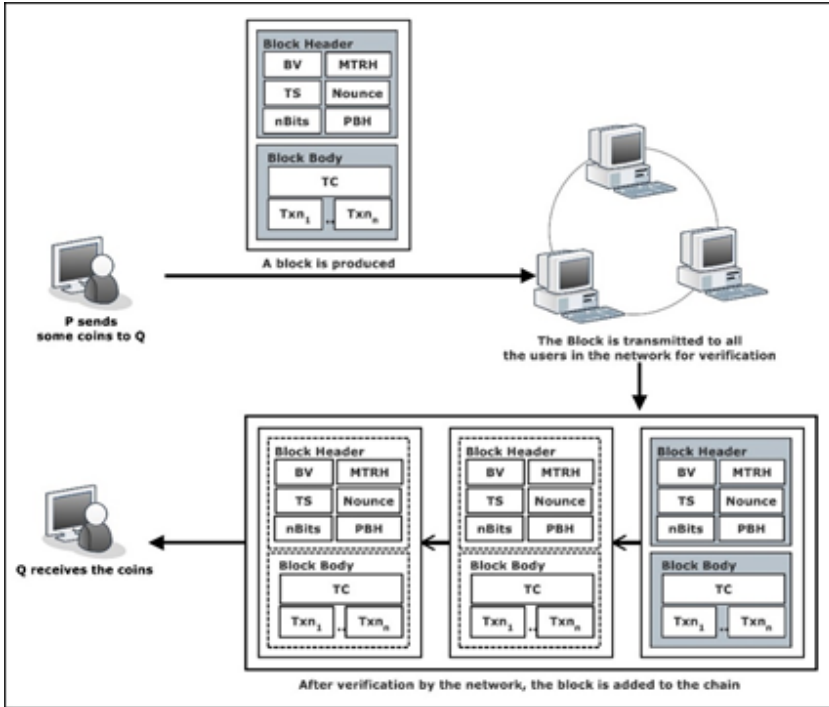 Block Header
BV MTRH
TS Nounce
nBits PBH
Block Body
TC
Txn1 .. Txnn
A block is produced
P sends
some coins to Q
The Block is transmitted to all
the users in the network for verification
Block Header
BV MTRH
TS Nounce
nBits PBH
Block Body
TC
Txn1 .. Txnn
Block Header
BV MTRH
TS Nounce
nBits PBH
Block Body
TC
Txn1 .. Txnn
Block Header
BV MTRH
TS Nounce
nBits PBH
Block Body
TC
Txn1 .. Txnn
Q receives the coins
After verification by the network, the block is added to the chain